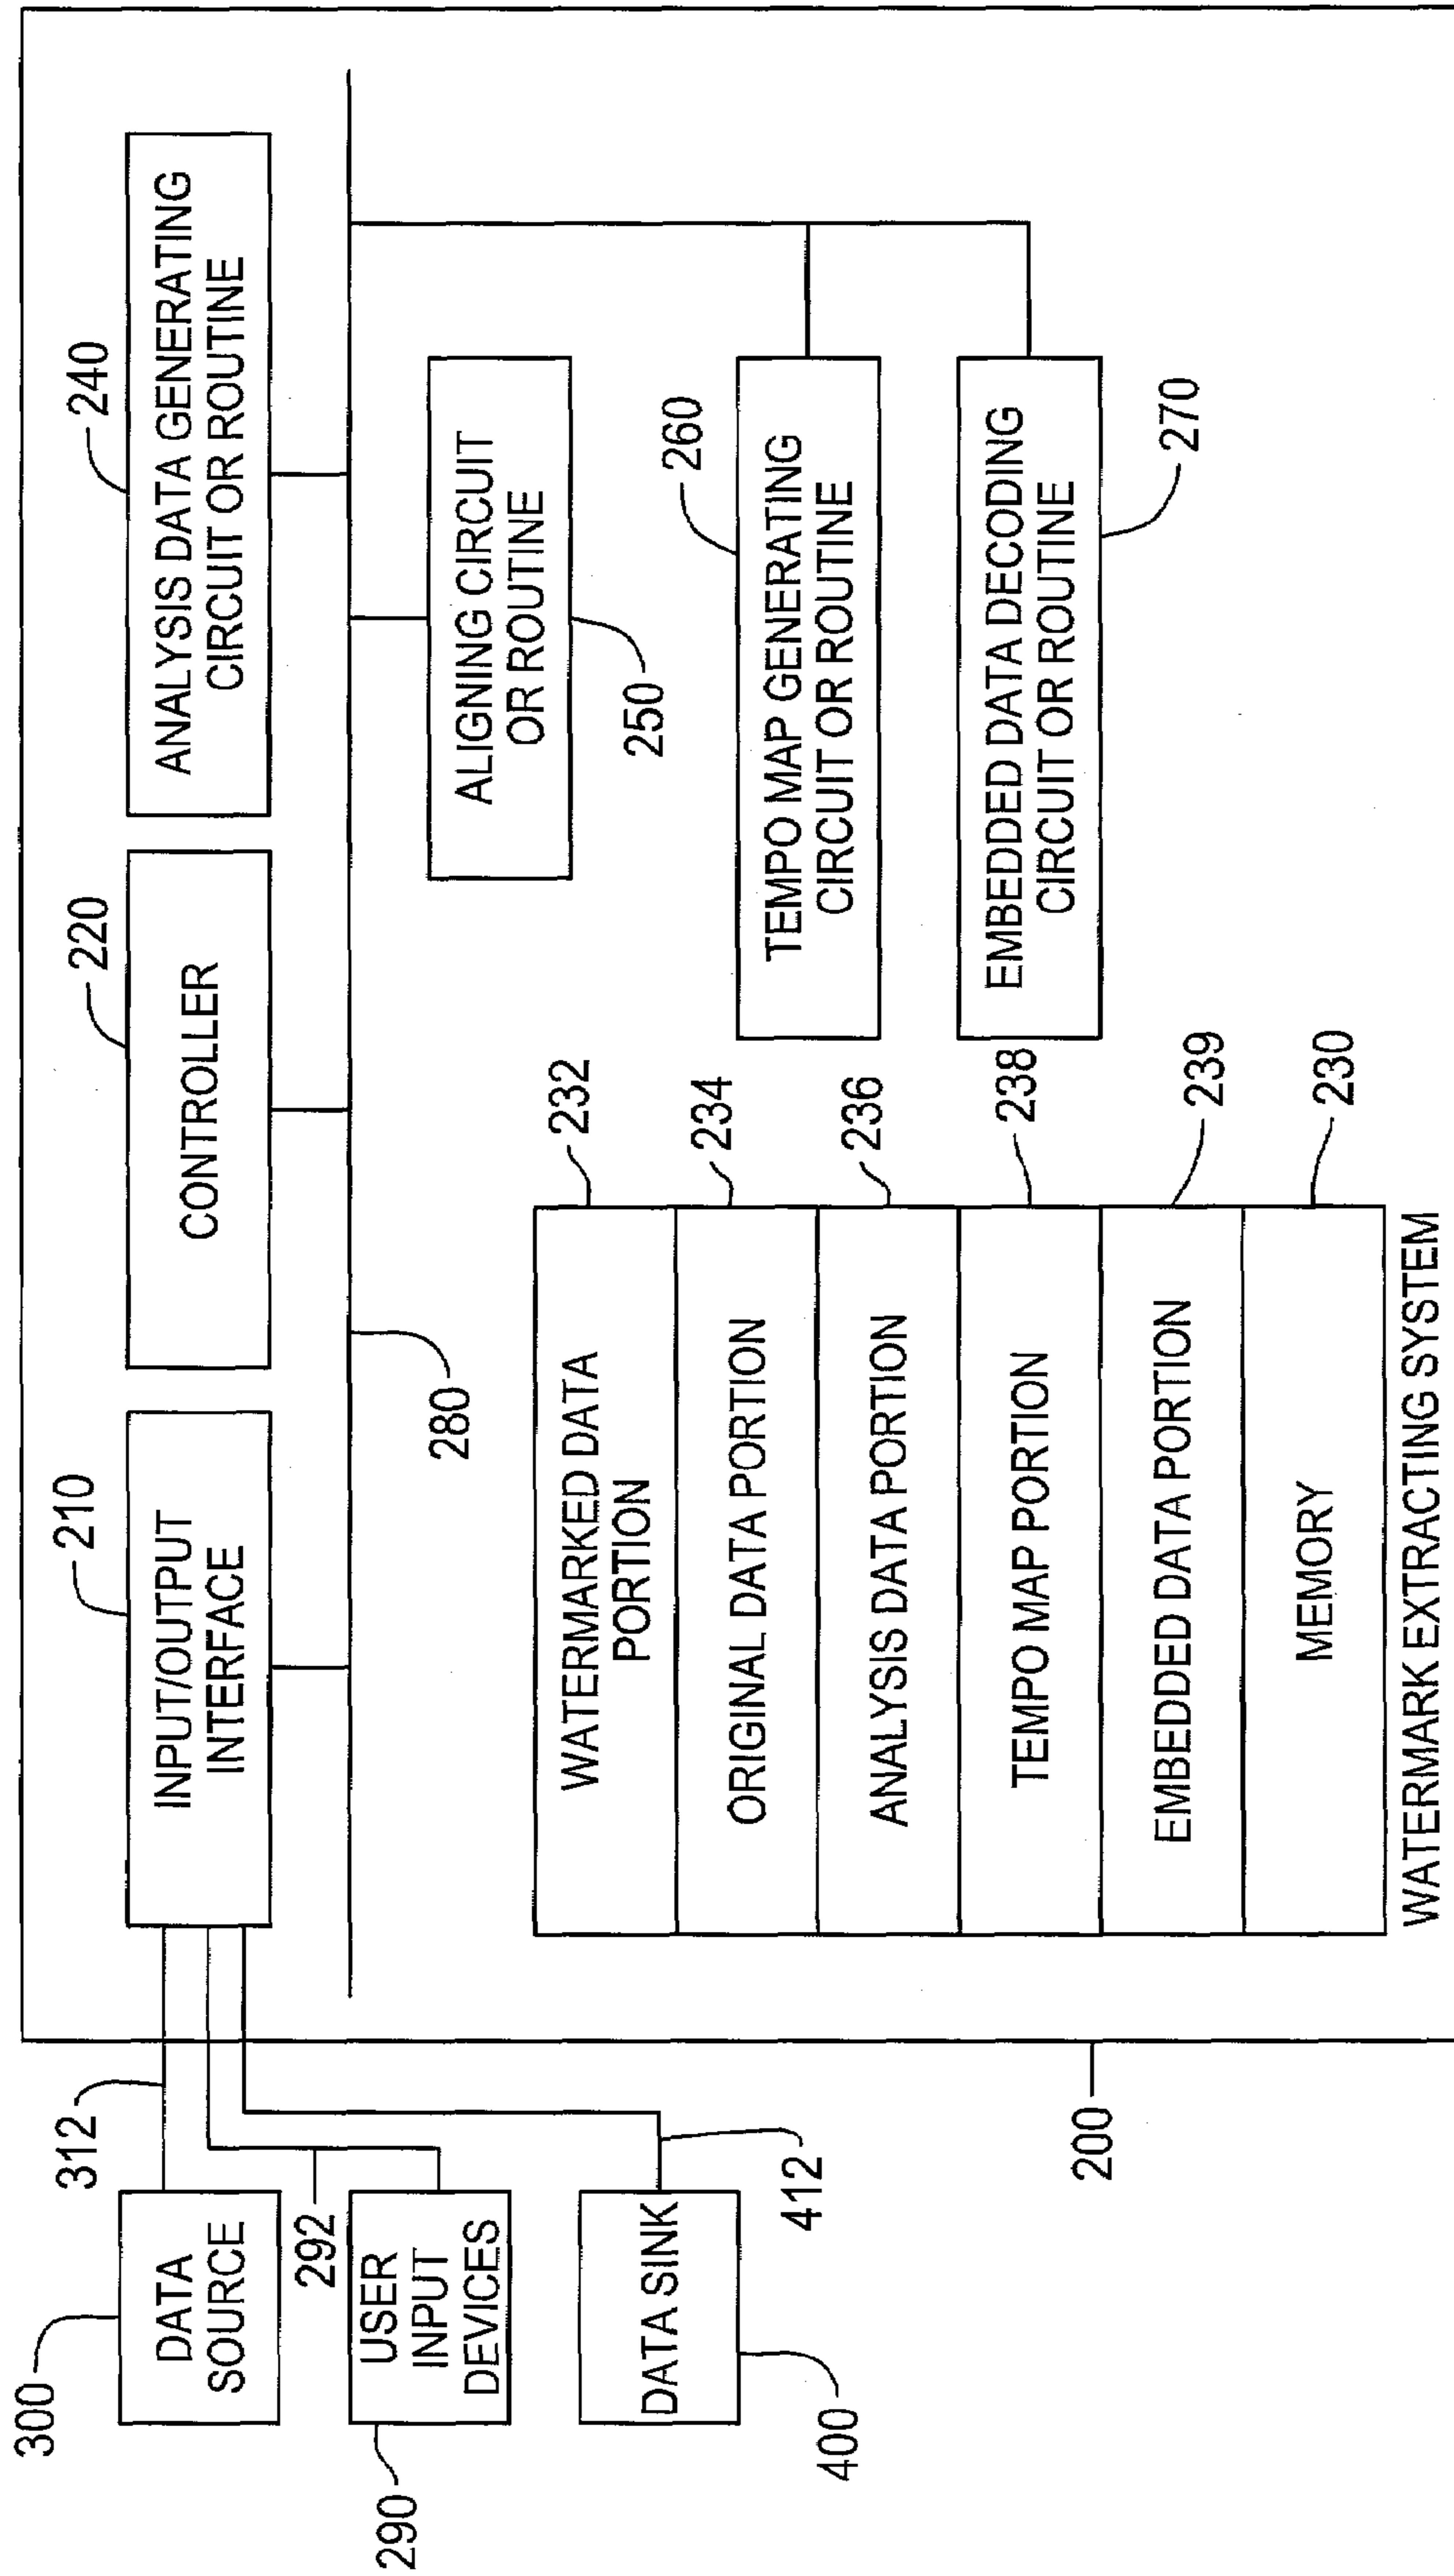 300
DATA
SOURCE
312
292
290
USER
INPUT
DEVICES
DATA SINK
400
412
200
210
INPUT/OUTPUT
INTERFACE
220
CONTROLLER
240
ANALYSIS DATA GENERATING
CIRCUIT OR ROUTINE
280
ALIGNING CIRCUIT
OR ROUTINE
250
260
TEMPO MAP GENERATING
CIRCUIT OR ROUTINE
EMBEDDED DATA DECODING
CIRCUIT OR ROUTINE
270
WATERMARKED DATA
PORTION
232
ORIGINAL DATA PORTION
234
ANALYSIS DATA PORTION
236
TEMPO MAP PORTION
238
EMBEDDED DATA PORTION
239
MEMORY
230
WATERMARK EXTRACTING SYSTEM